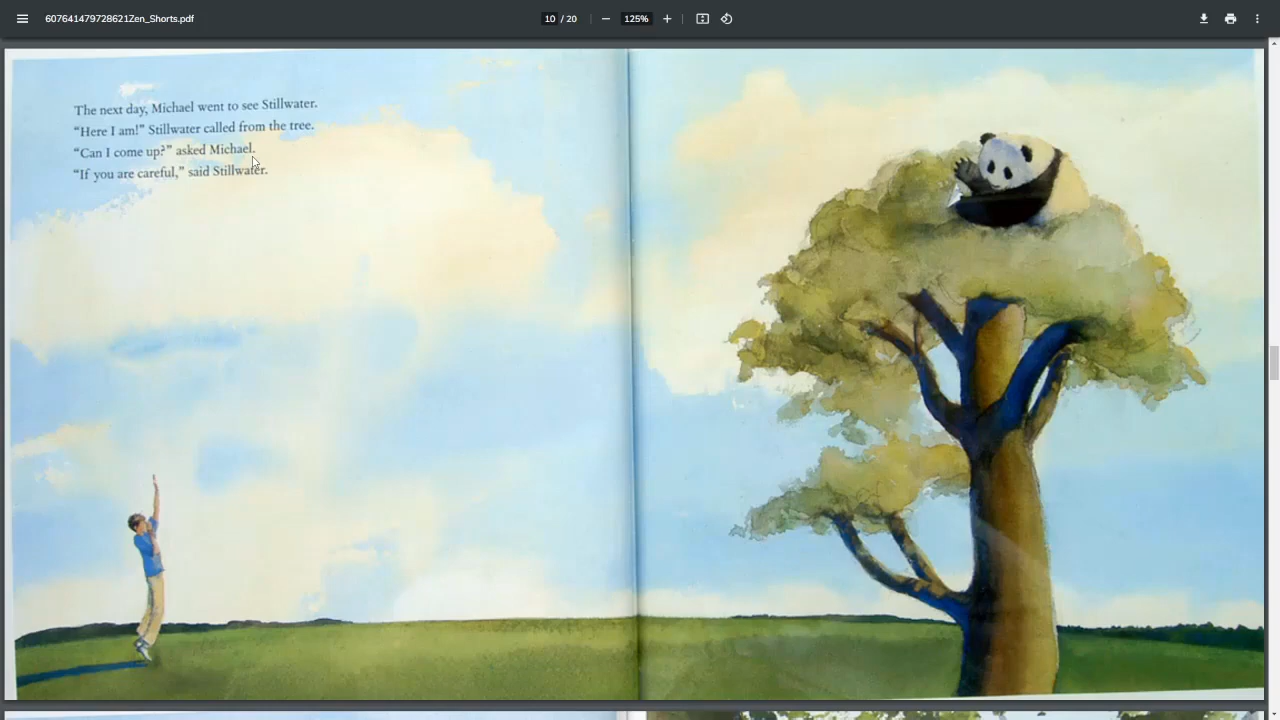 607641479728621Zen_Shorts.pdf
10 / 20
125%
The next day, Michael went to see Stillwater.
“Here I am!” Stillwater called from the tree.
“Can I come up?” asked Michael.
“If you are careful,” said Stillwater.